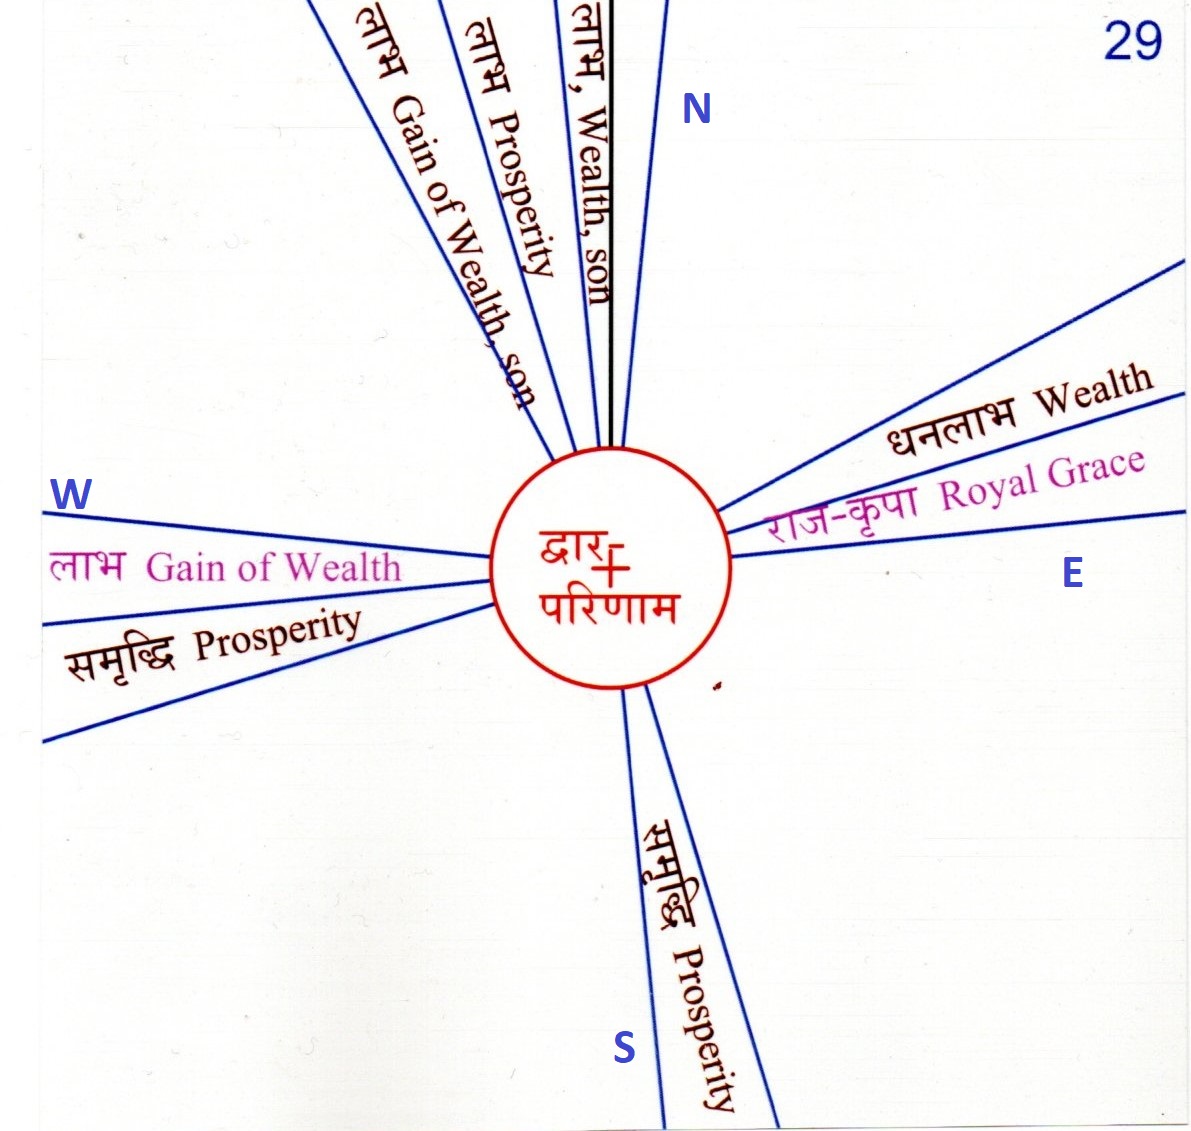 29
लाभ Gain of Wealth, son
लाभ Prosperity
लाभ, Wealth, son
N
धनलाभ Wealth
राज-कृपा Royal Grace
E
W
लाभ Gain of Wealth
समृद्धि Prosperity
द्वार-
परिणाम
समृद्धि Prosperity
S